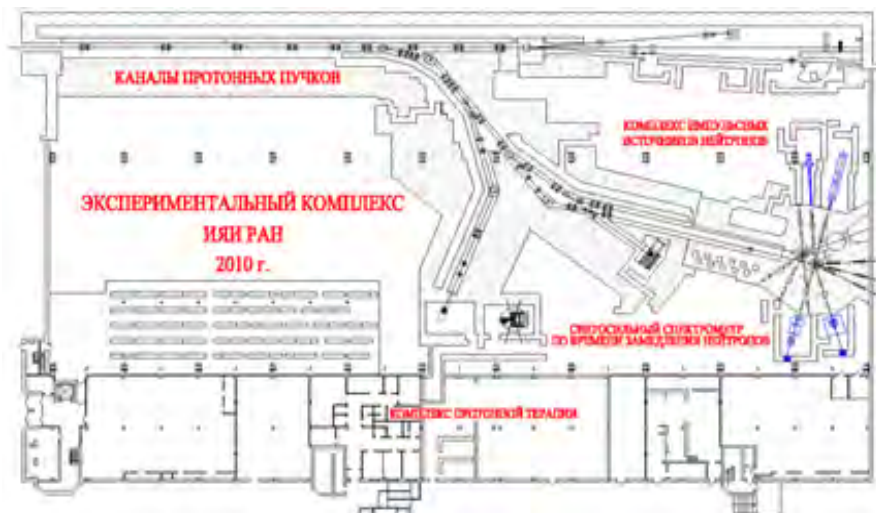 КАНАЛЫ ПРОТОННЫХ ПУЧКОВ
КОМПЛЕКС ИМПУЛЬСНЫХ
ИСТОЧНИКОВ НЕЙТРОНОВ
ЭКСПЕРИМЕНТАЛЬНЫЙ КОМПЛЕКС
ИЯИ РАН
2010 г.
СВЕТОСИЛЬНЫЙ СПЕКТРОМЕТР
ПО ВРЕМЕНИ ЗАМЕДЛЕНИЯ НЕЙТРОНОВ
КОМПЛЕКС ПРОТОННОЙ ТЕРАПИИ